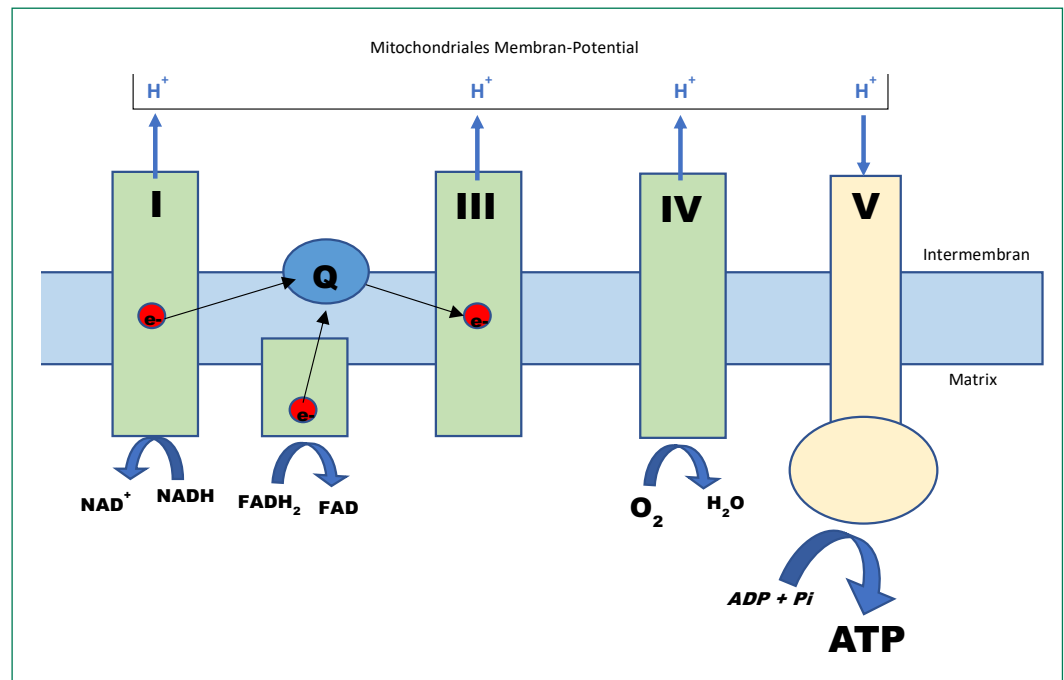 Mitochondriales Membran-Potential
H⁺ H⁺ H⁺ H⁺
I III IV V
Intermembran
Q
e- e-
Matrix
e-
NAD⁺ NADH FADH₂ FAD O₂ H₂O
ADP + Pi
ATP